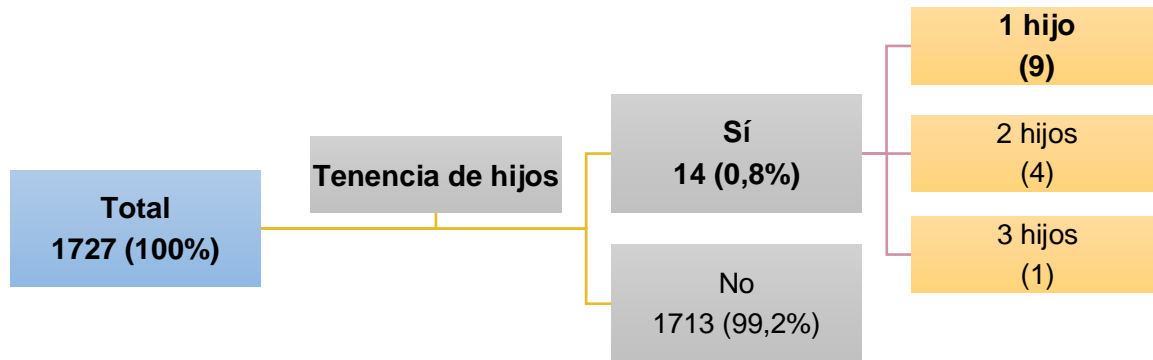 Total
1727 (100%)
Tenencia de hijos
Sí
14 (0,8%)
No
1713 (99,2%)
1 hijo
(9)
2 hijos
(4)
3 hijos
(1)